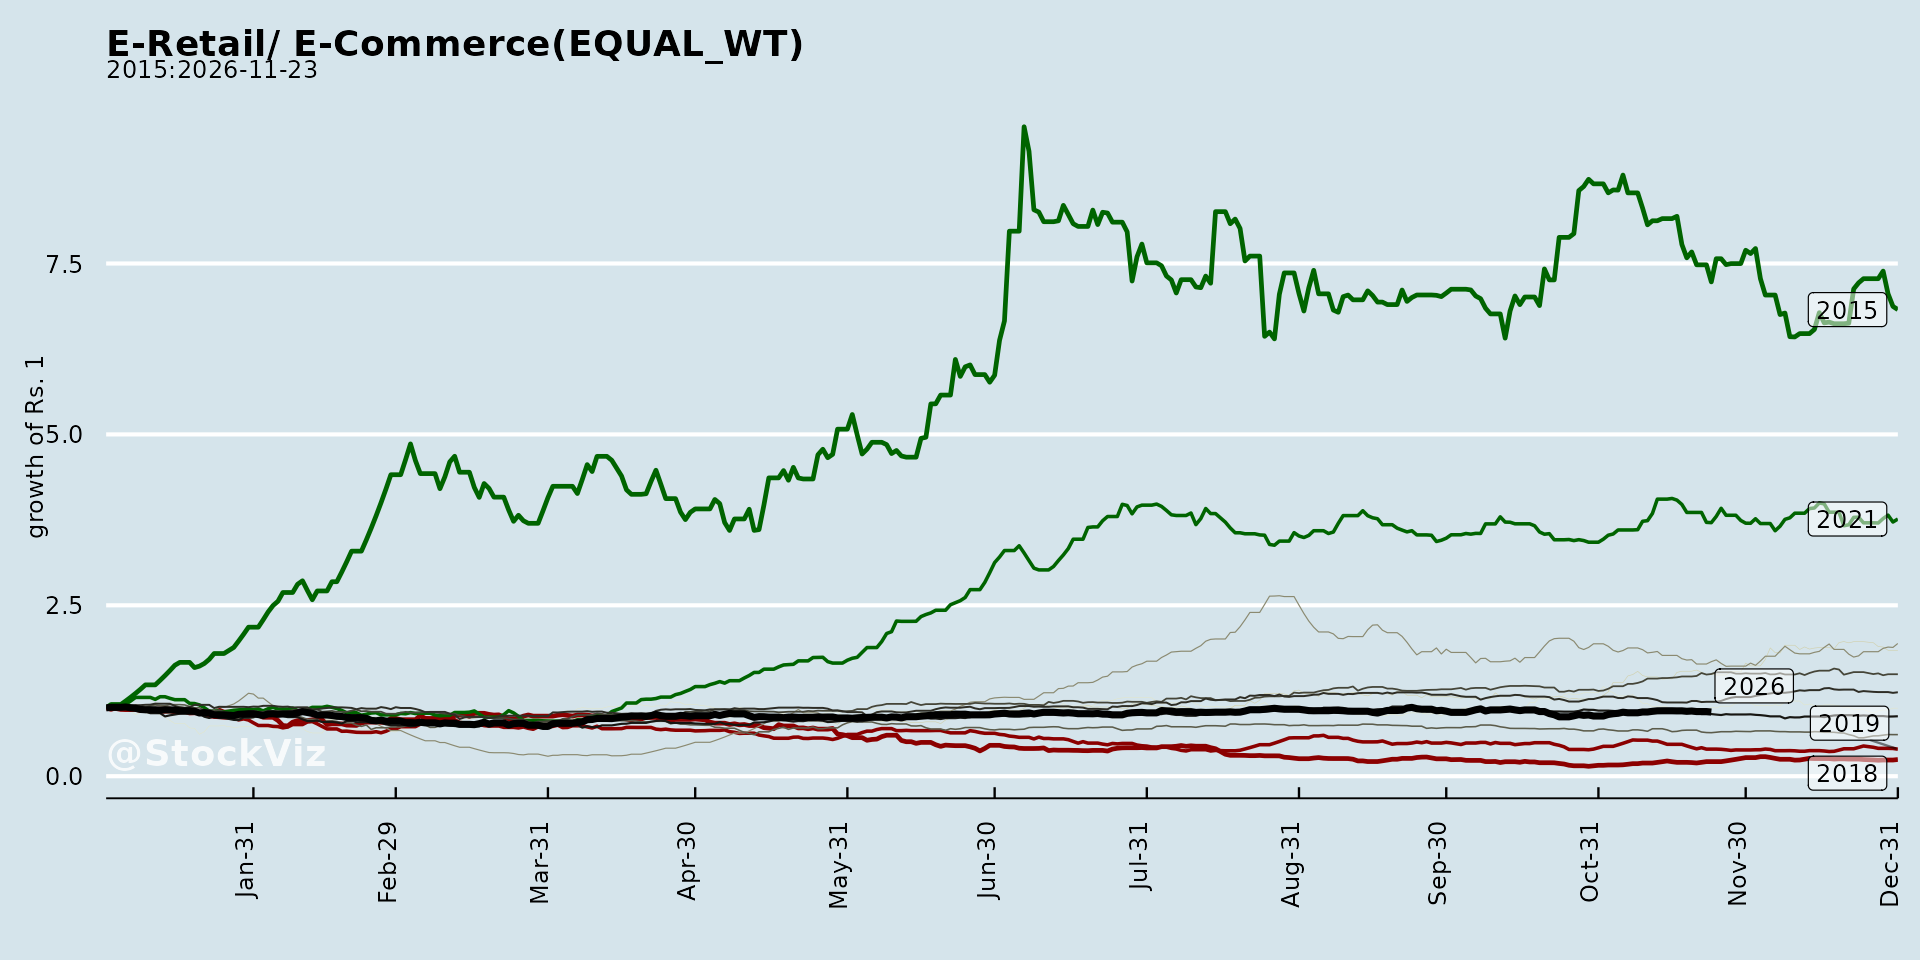 E-Retail/ E-Commerce(EQUAL_WT)
2015:2026-11-23
growth of Rs. 1
7.5
5.0
2.5
0.0
2015
2021
2026
2019
2018
@StockViz
Jan-31
Feb-29
Mar-31
Apr-30
May-31
Jun-30
Jul-31
Aug-31
Sep-30
Oct-31
Nov-30
Dec-31